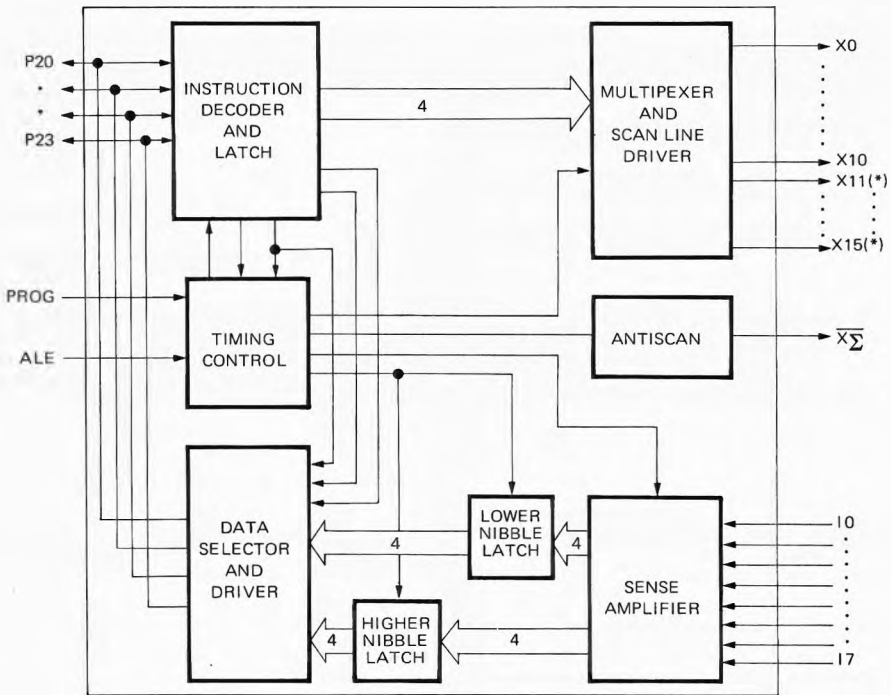 P20
*
*
P23
PROG
ALE
INSTRUCTION
DECODER
AND
LATCH
4
MULTIPEXER
AND
SCAN LINE
DRIVER
X0
X10
X11(*)
X15(*)
TIMING
CONTROL
ANTISCAN
XΣ
DATA
SELECTOR
AND
DRIVER
4
LOWER
NIBBLE
LATCH
4
SENSE
AMPLIFIER
4
HIGHER
NIBBLE
LATCH
4
I0
I7